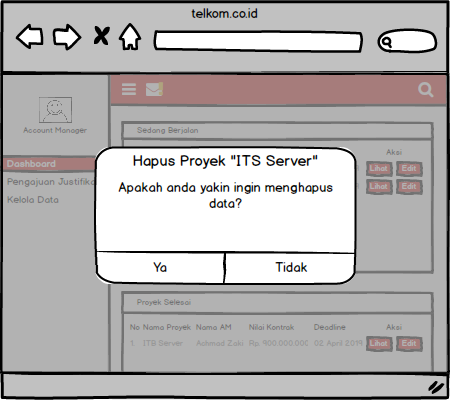 telkom.co.id
Account Manager
Dashboard
Pengajuan Justifika
Kelola Data
Sedang Berjalan
Aksi
Lihat Edit
Lihat Edit
Hapus Proyek "ITS Server"
Apakah anda yakin ingin menghapus
data?
Ya Tidak
Proyek Selesai
No Nama Proyek Nama AM Nilai Kontrak Deadline Aksi
1. ITS Server Achmad Zaki Rp. 900.000.000 02 April 2019 Lihat Edit